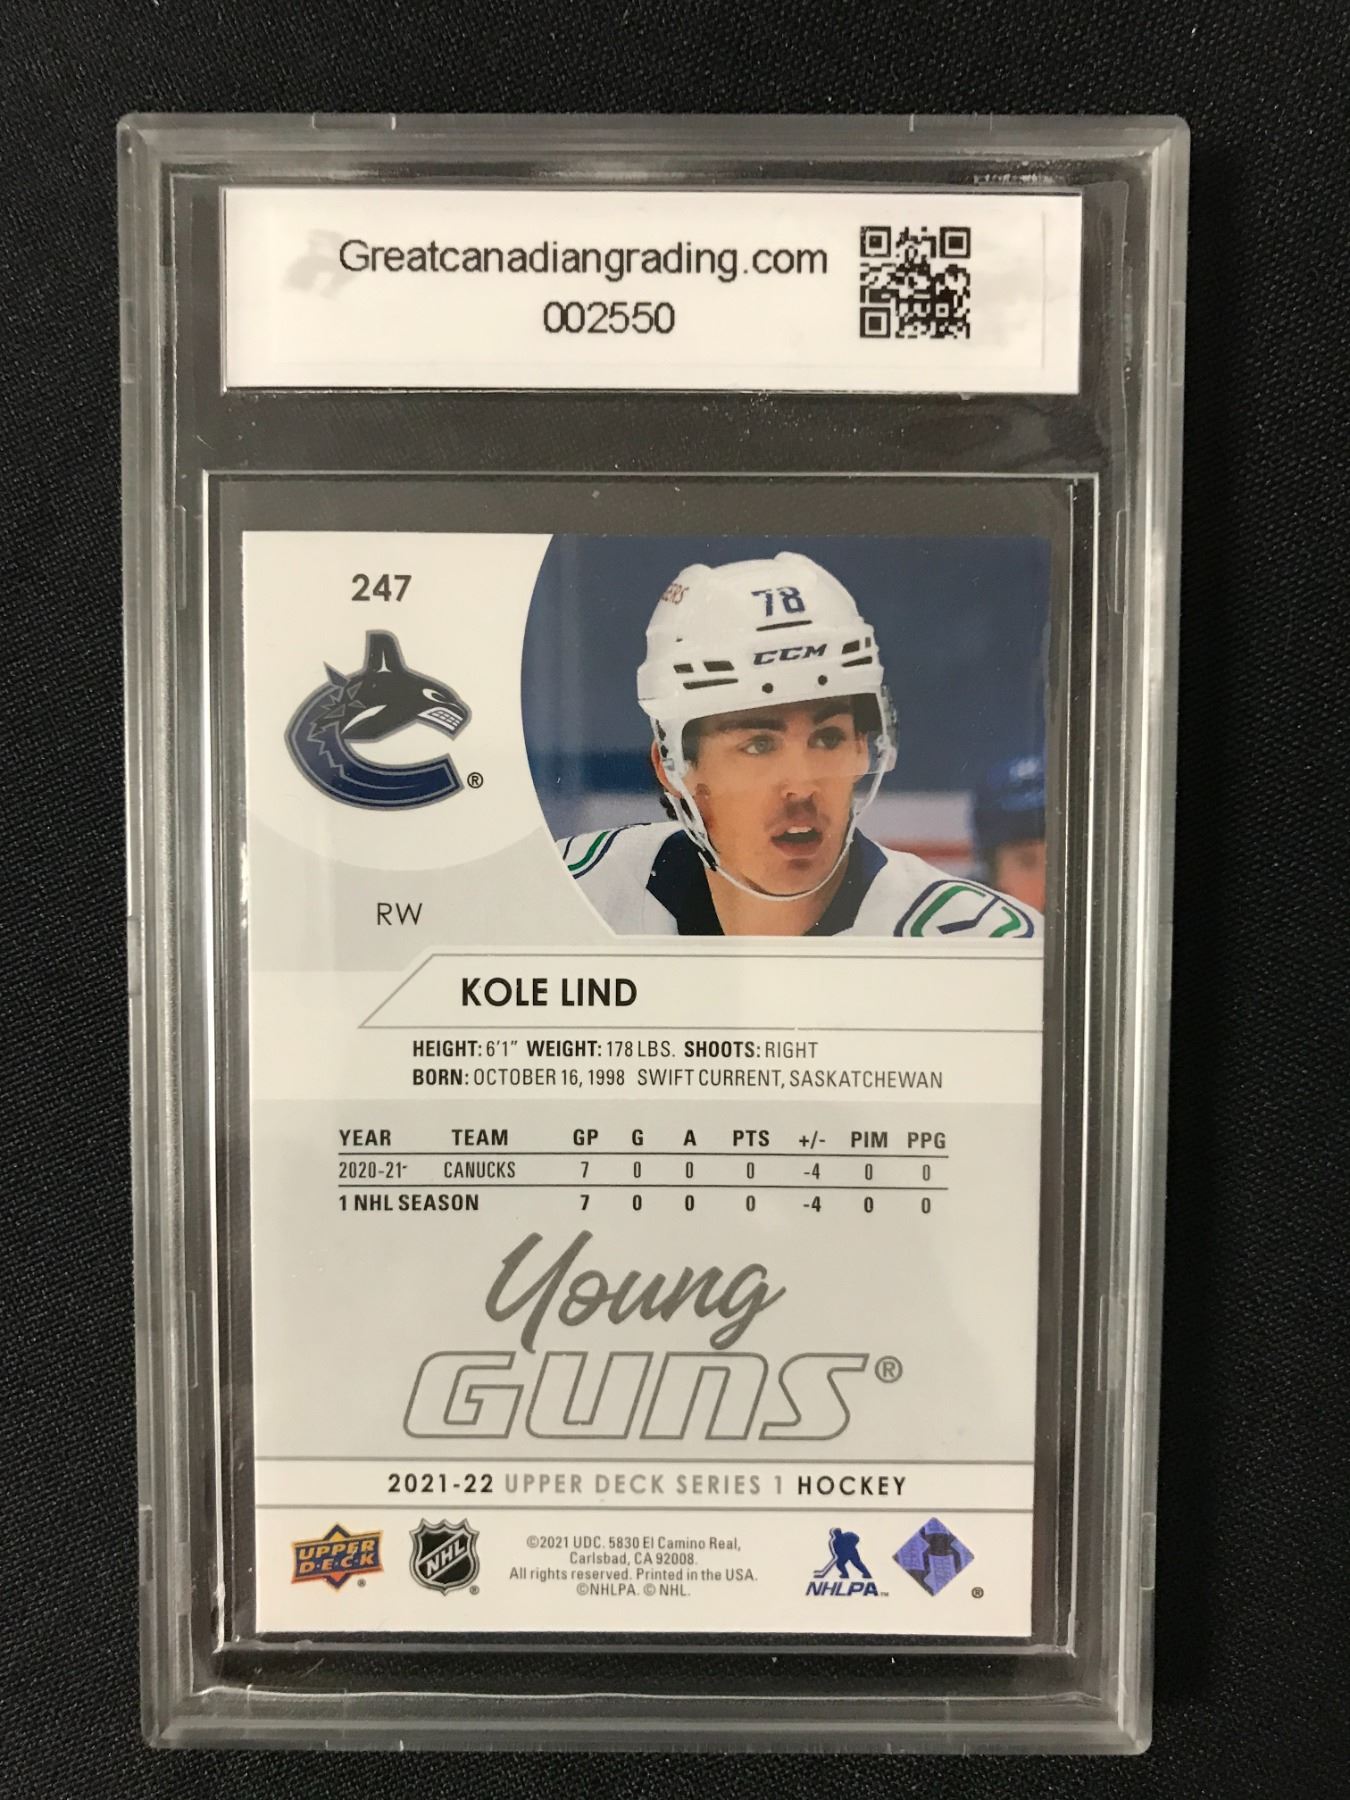 Greatcanadiangrading.com
002550
247
78
CCM
®
RW
KOLE LIND
HEIGHT: 6'1" WEIGHT: 178 LBS. SHOOTS: RIGHT
BORN: OCTOBER 16, 1998 SWIFT CURRENT, SASKATCHEWAN
YEAR TEAM GP G A PTS +/- PIM PPG
2020-21 CANUCKS 7 0 0 0 -4 0 0
1 NHL SEASON 7 0 0 0 -4 0 0
Young
GUNS®
2021-22 UPPER DECK SERIES 1 HOCKEY
UPPER
D·E·C·K
®
NHL
®
©2021 UDC. 5830 El Camino Real,
Carlsbad, CA 92008.
All rights reserved. Printed in the USA.
©NHLPA. © NHL.
NHLPA™
®